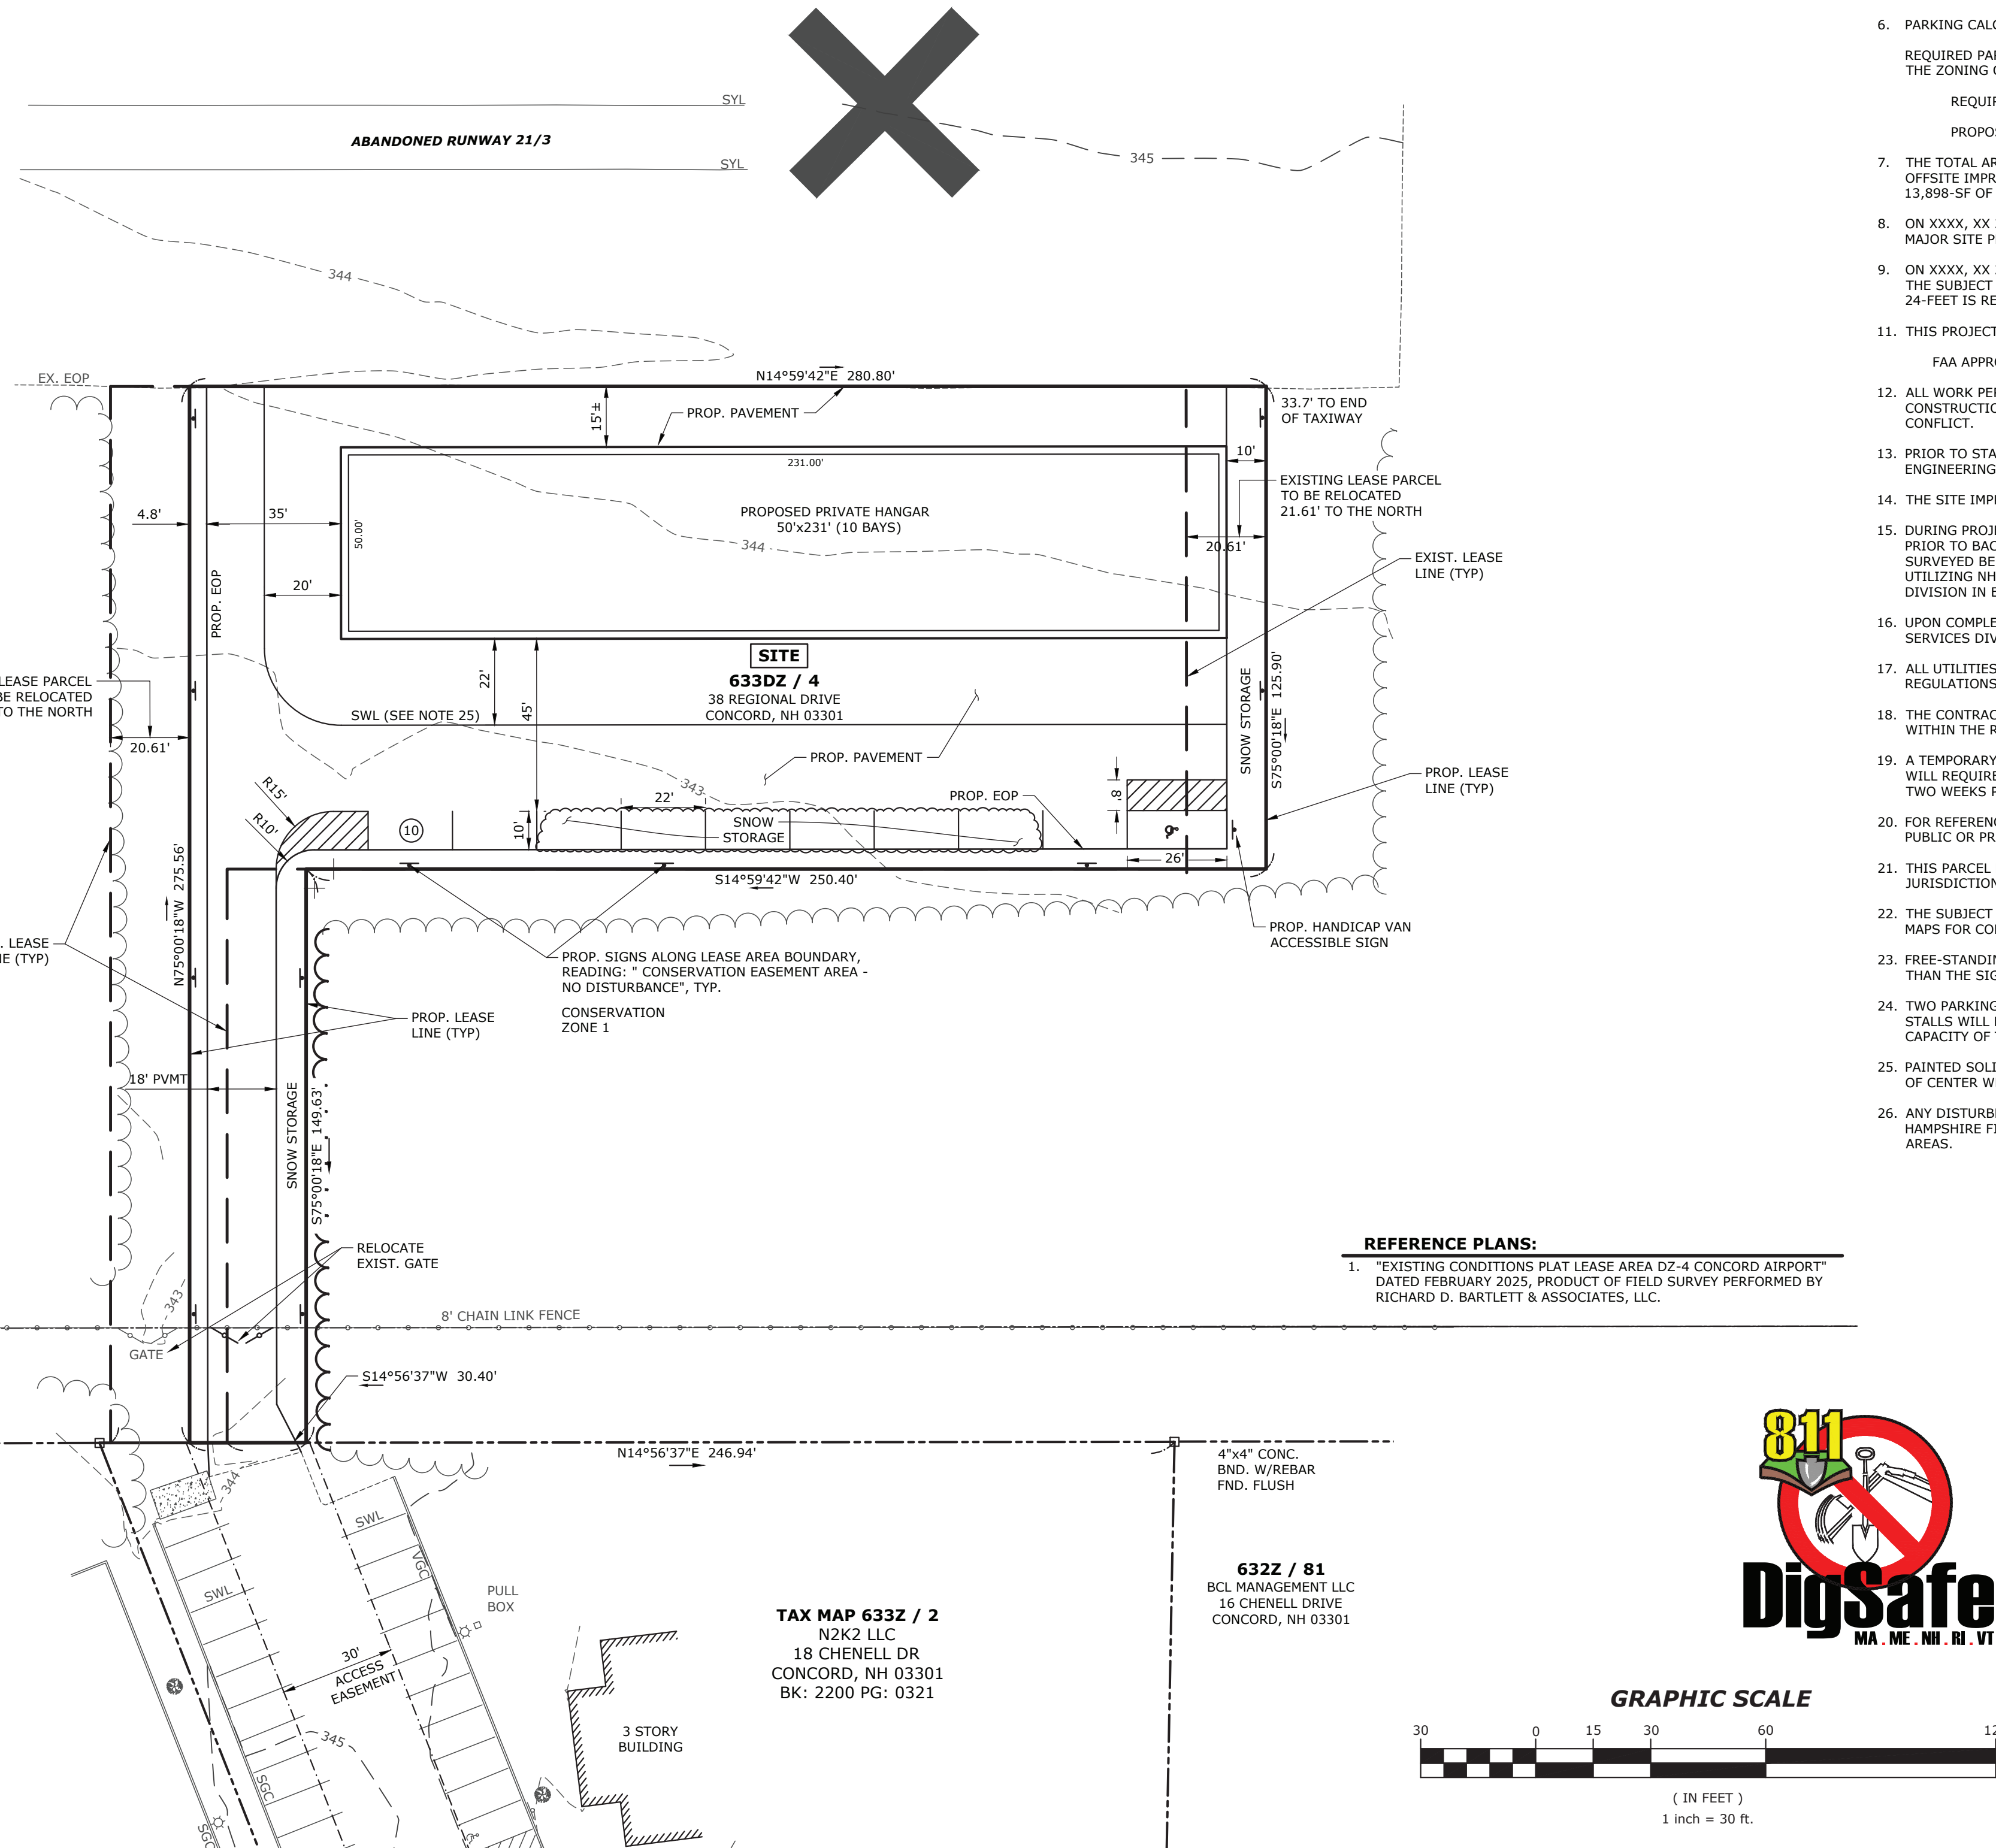 SYL
ABANDONED RUNWAY 21/3
SYL
345
344
EX. EOP
N14°59'42"E 280.80'
15'±
PROP. PAVEMENT
33.7' TO END
OF TAXIWAY
10'
231.00'
EXISTING LEASE PARCEL
TO BE RELOCATED
21.61' TO THE NORTH
4.8'
35'
50.00'
PROPOSED PRIVATE HANGAR
50'x231' (10 BAYS)
344
20.61'
EXIST. LEASE
LINE (TYP)
PROP. EOP
20'
22'
45'
SITE
633DZ / 4
38 REGIONAL DRIVE
CONCORD, NH 03301
LEASE PARCEL
BE RELOCATED
TO THE NORTH
20.61'
SWL (SEE NOTE 25)
SNOW STORAGE
S75°00'18"E 125.90'
PROP. PAVEMENT
343
R15'
R10'
10
10'
22'
SNOW
STORAGE
PROP. EOP
8'
26'
PROP. LEASE
LINE (TYP)
S14°59'42"W 250.40'
N75°00'18"W 275.56'
. LEASE
NE (TYP)
PROP. HANDICAP VAN
ACCESSIBLE SIGN
PROP. SIGNS ALONG LEASE AREA BOUNDARY,
READING: " CONSERVATION EASEMENT AREA -
NO DISTURBANCE", TYP.
CONSERVATION
ZONE 1
PROP. LEASE
LINE (TYP)
18' PVMT
SNOW STORAGE
S75°00'18"E 149.63'
RELOCATE
EXIST. GATE
343
8' CHAIN LINK FENCE
GATE
S14°56'37"W 30.40'
N14°56'37"E 246.94'
4"x4" CONC.
BND. W/REBAR
FND. FLUSH
344
SWL
SWL
VGC
PULL
BOX
30'
ACCESS
EASEMENT
345
SGC
SGC
3 STORY
BUILDING
TAX MAP 633Z / 2
N2K2 LLC
18 CHENELL DR
CONCORD, NH 03301
BK: 2200 PG: 0321
632Z / 81
BCL MANAGEMENT LLC
16 CHENELL DRIVE
CONCORD, NH 03301
REFERENCE PLANS:
1. "EXISTING CONDITIONS PLAT LEASE AREA DZ-4 CONCORD AIRPORT"
DATED FEBRUARY 2025, PRODUCT OF FIELD SURVEY PERFORMED BY
RICHARD D. BARTLETT & ASSOCIATES, LLC.
6. PARKING CALC
REQUIRED PAR
THE ZONING O
REQUIR
PROPOS
7. THE TOTAL AR
OFFSITE IMPR
13,898-SF OF
8. ON XXXX, XX
MAJOR SITE P
9. ON XXXX, XX
THE SUBJECT
24-FEET IS RE
11. THIS PROJECT
FAA APPRO
12. ALL WORK PER
CONSTRUCTIO
CONFLICT.
13. PRIOR TO STA
ENGINEERING
14. THE SITE IMPR
15. DURING PROJE
PRIOR TO BAC
SURVEYED BE
UTILIZING NH
DIVISION IN E
16. UPON COMPLE
SERVICES DIV
17. ALL UTILITIES
REGULATIONS
18. THE CONTRAC
WITHIN THE R
19. A TEMPORARY
WILL REQUIRE
TWO WEEKS P
20. FOR REFERENC
PUBLIC OR PR
21. THIS PARCEL
JURISDICTION
22. THE SUBJECT
MAPS FOR CO
23. FREE-STANDIN
THAN THE SIG
24. TWO PARKING
STALLS WILL
CAPACITY OF
25. PAINTED SOLI
OF CENTER W
26. ANY DISTURB
HAMPSHIRE FI
AREAS.
811
DigSafe
MA . ME . NH . RI . VT
GRAPHIC SCALE
30 0 15 30 60 12
( IN FEET )
1 inch = 30 ft.